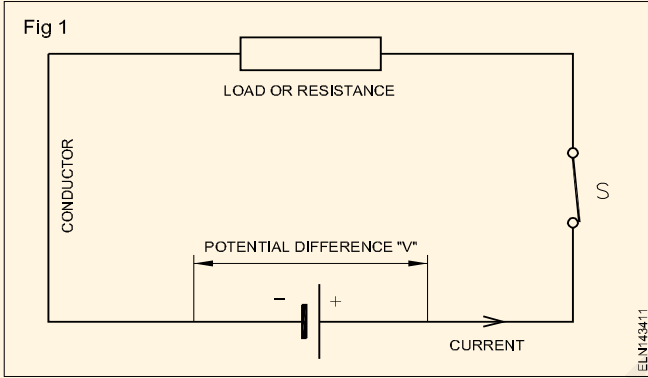 Fig 1
LOAD OR RESISTANCE
CONDUCTOR
S
POTENTIAL DIFFERENCE "V"
− +
CURRENT
ELN143411